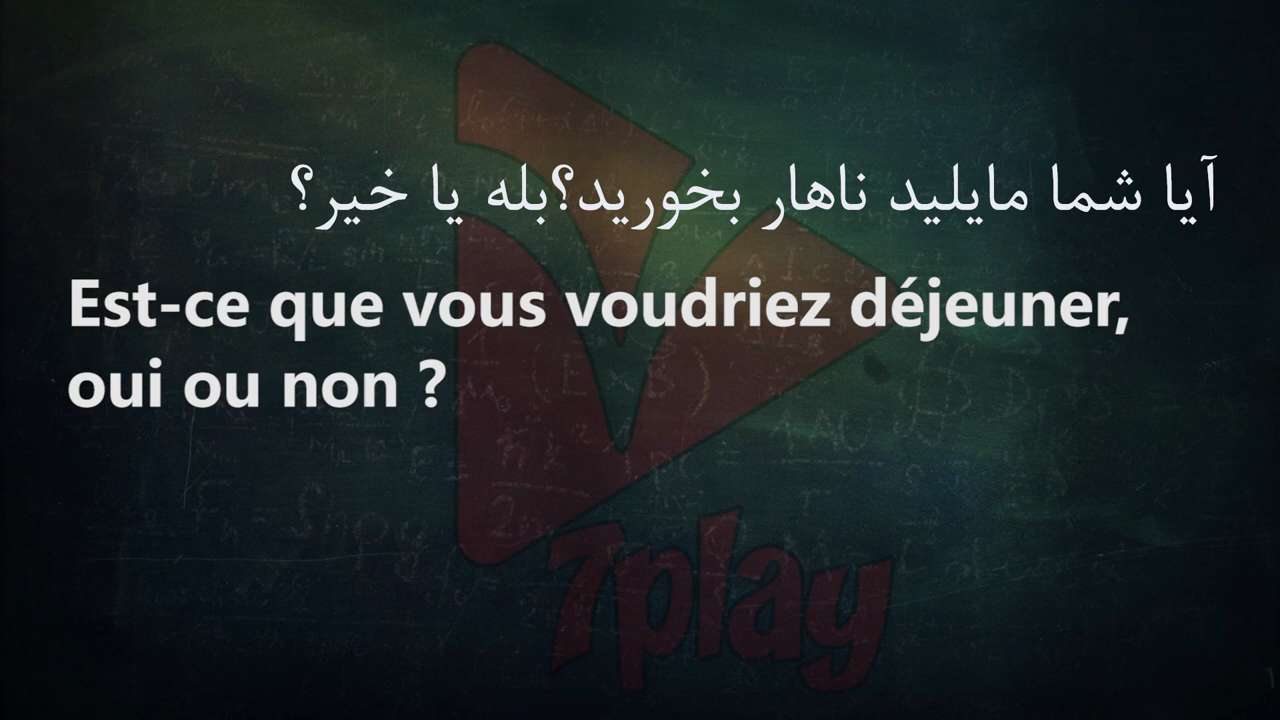 آیا شما مایلید ناهار بخورید؟بله یا خیر؟
Est-ce que vous voudriez déjeuner,
oui ou non ?
7play